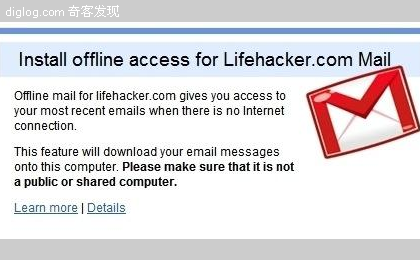 diglog.com 奇客发现
Install offline access for Lifehacker.com Mail
Offline mail for lifehacker.com gives you access to
your most recent emails when there is no Internet
connection.
This feature will download your email messages
onto this computer. Please make sure that it is not
a public or shared computer.
Learn more | Details